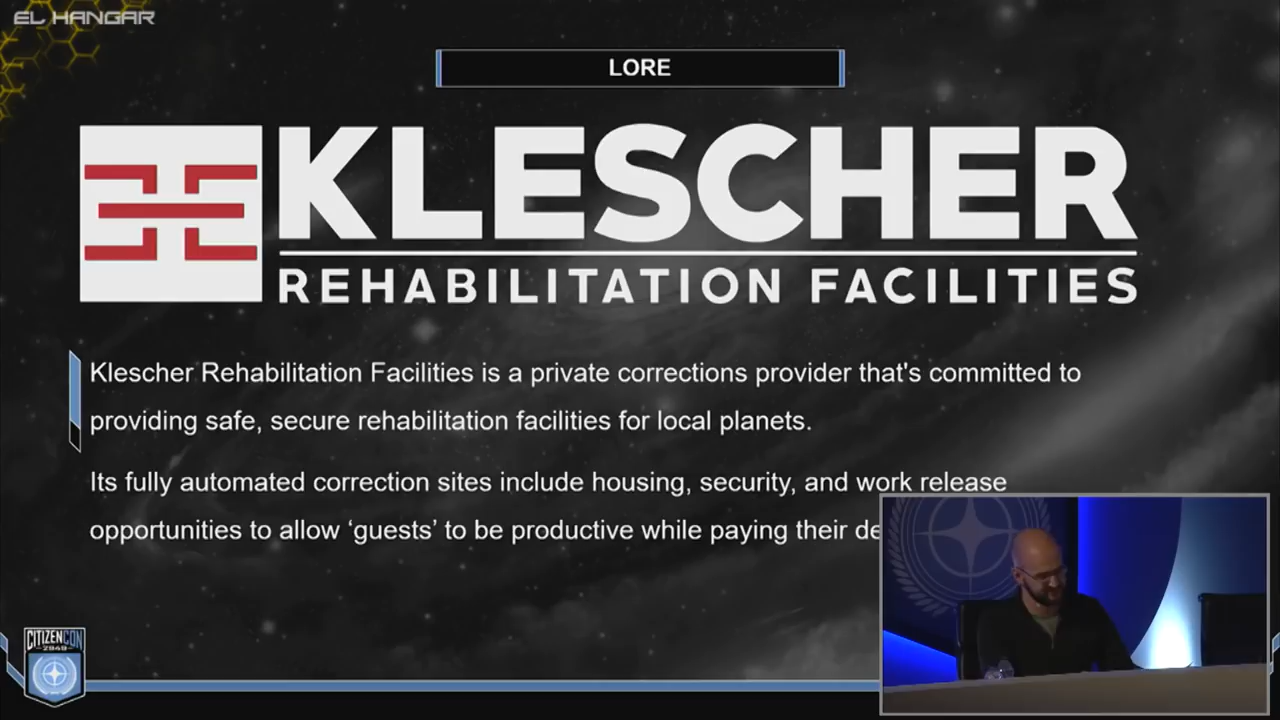 EL HANGAR
LORE
KLESCHER
REHABILITATION FACILITIES
Klescher Rehabilitation Facilities is a private corrections provider that's committed to
providing safe, secure rehabilitation facilities for local planets.
Its fully automated correction sites include housing, security, and work release
opportunities to allow ‘guests’ to be productive while paying their de
CITIZENCON
2949